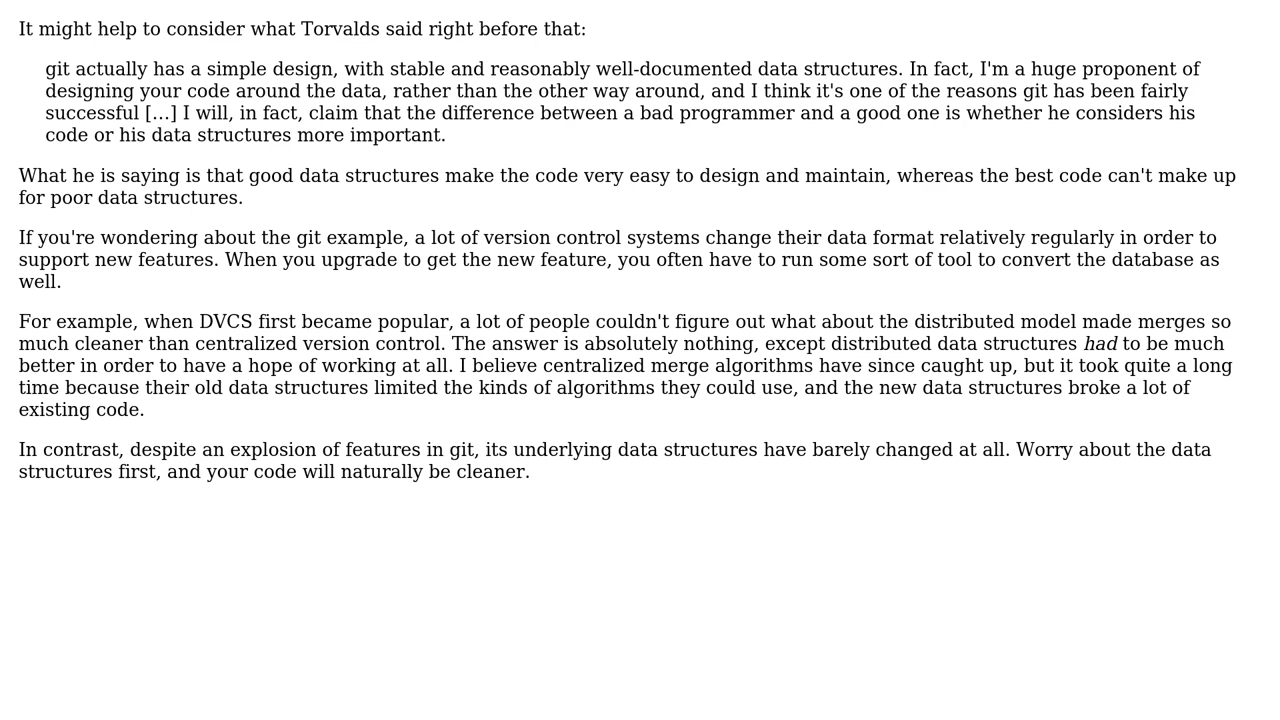 It might help to consider what Torvalds said right before that:
git actually has a simple design, with stable and reasonably well-documented data structures. In fact, I'm a huge proponent of
designing your code around the data, rather than the other way around, and I think it's one of the reasons git has been fairly
successful […] I will, in fact, claim that the difference between a bad programmer and a good one is whether he considers his
code or his data structures more important.
What he is saying is that good data structures make the code very easy to design and maintain, whereas the best code can't make up
for poor data structures.
If you're wondering about the git example, a lot of version control systems change their data format relatively regularly in order to
support new features. When you upgrade to get the new feature, you often have to run some sort of tool to convert the database as
well.
For example, when DVCS first became popular, a lot of people couldn't figure out what about the distributed model made merges so
much cleaner than centralized version control. The answer is absolutely nothing, except distributed data structures had to be much
better in order to have a hope of working at all. I believe centralized merge algorithms have since caught up, but it took quite a long
time because their old data structures limited the kinds of algorithms they could use, and the new data structures broke a lot of
existing code.
In contrast, despite an explosion of features in git, its underlying data structures have barely changed at all. Worry about the data
structures first, and your code will naturally be cleaner.